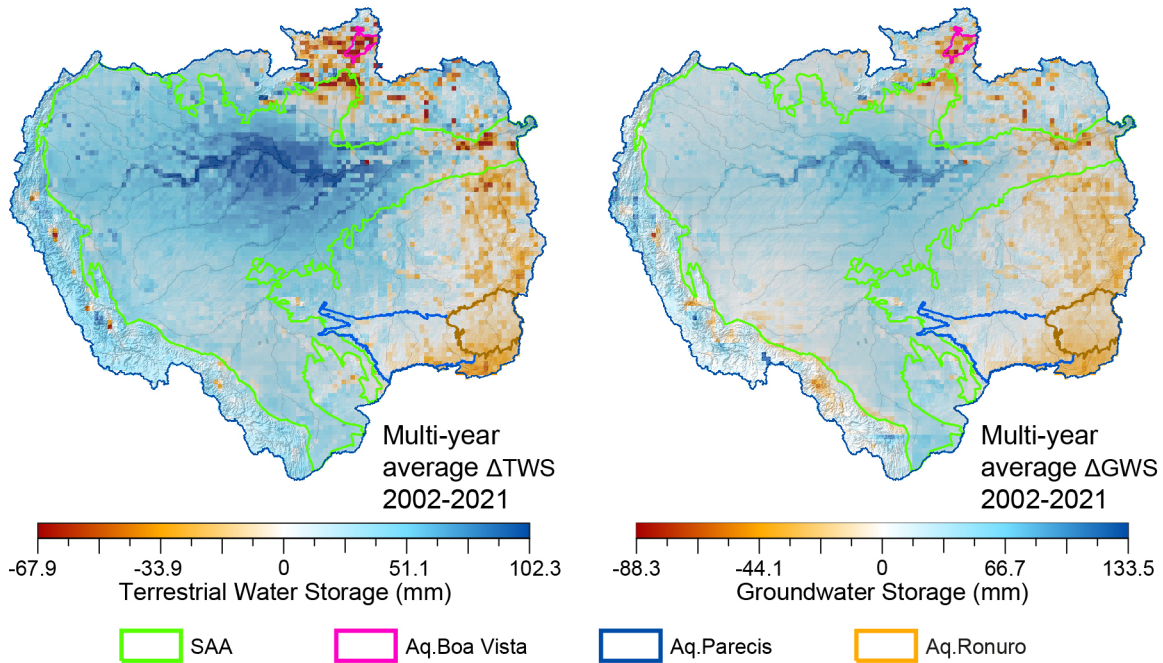 Multi-year
average ΔTWS
2002-2021
Multi-year
average ΔGWS
2002-2021
-67.9 -33.9 0 51.1 102.3
Terrestrial Water Storage (mm)
-88.3 -44.1 0 66.7 133.5
Groundwater Storage (mm)
SAA Aq.Boa Vista Aq.Parecis Aq.Ronuro